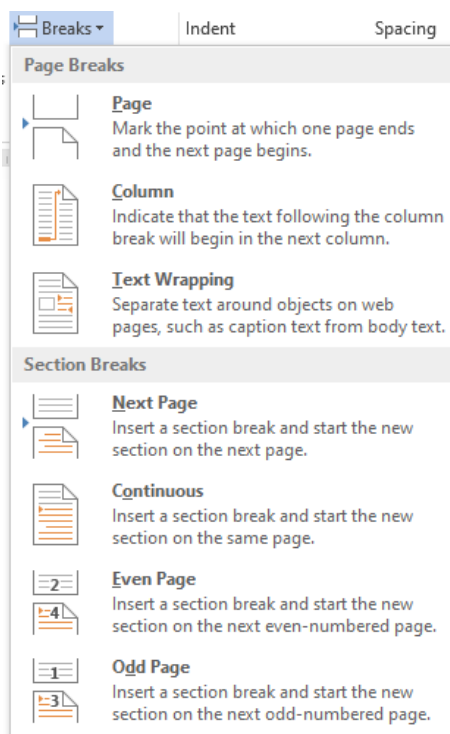 Breaks Indent Spacing
Page Breaks
Page
Mark the point at which one page ends
and the next page begins.
Column
Indicate that the text following the column
break will begin in the next column.
Text Wrapping
Separate text around objects on web
pages, such as caption text from body text.
Section Breaks
Next Page
Insert a section break and start the new
section on the next page.
Continuous
Insert a section break and start the new
section on the same page.
2
4
Even Page
Insert a section break and start the new
section on the next even-numbered page.
1
3
Odd Page
Insert a section break and start the new
section on the next odd-numbered page.